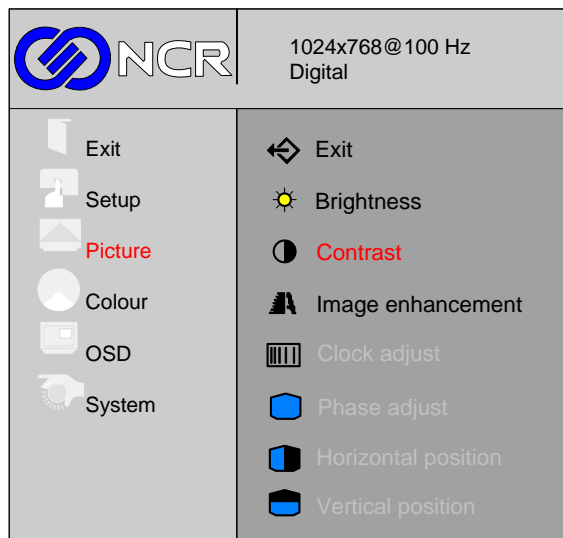 NCR
1024x768@100 Hz
Digital
Exit
Setup
Picture
Colour
OSD
System
Exit
Brightness
Contrast
Image enhancement
Clock adjust
Phase adjust
Horizontal position
Vertical position